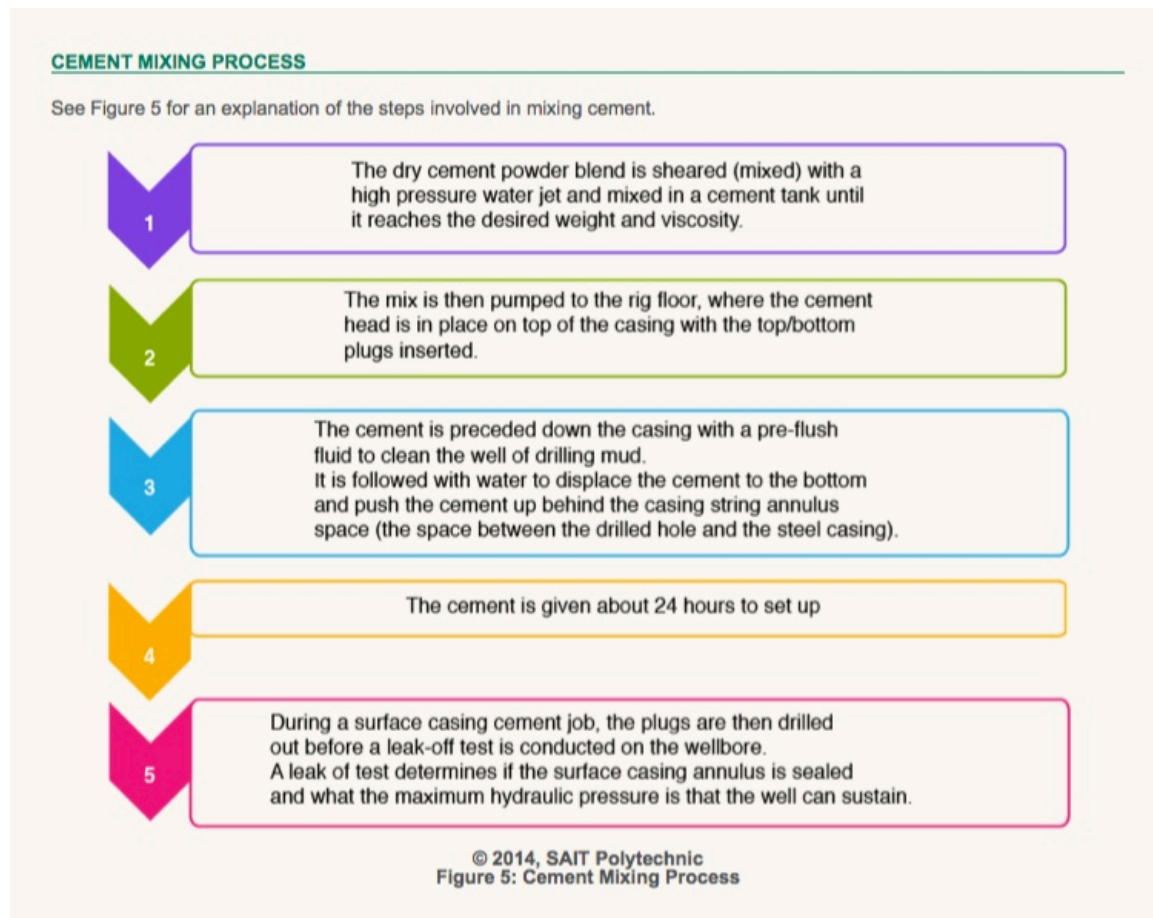 CEMENT MIXING PROCESS
See Figure 5 for an explanation of the steps involved in mixing cement.
1
The dry cement powder blend is sheared (mixed) with a
high pressure water jet and mixed in a cement tank until
it reaches the desired weight and viscosity.
2
The mix is then pumped to the rig floor, where the cement
head is in place on top of the casing with the top/bottom
plugs inserted.
3
The cement is preceded down the casing with a pre-flush
fluid to clean the well of drilling mud.
It is followed with water to displace the cement to the bottom
and push the cement up behind the casing string annulus
space (the space between the drilled hole and the steel casing).
4
The cement is given about 24 hours to set up
5
During a surface casing cement job, the plugs are then drilled
out before a leak-off test is conducted on the wellbore.
A leak of test determines if the surface casing annulus is sealed
and what the maximum hydraulic pressure is that the well can sustain.
© 2014, SAIT Polytechnic
Figure 5: Cement Mixing Process